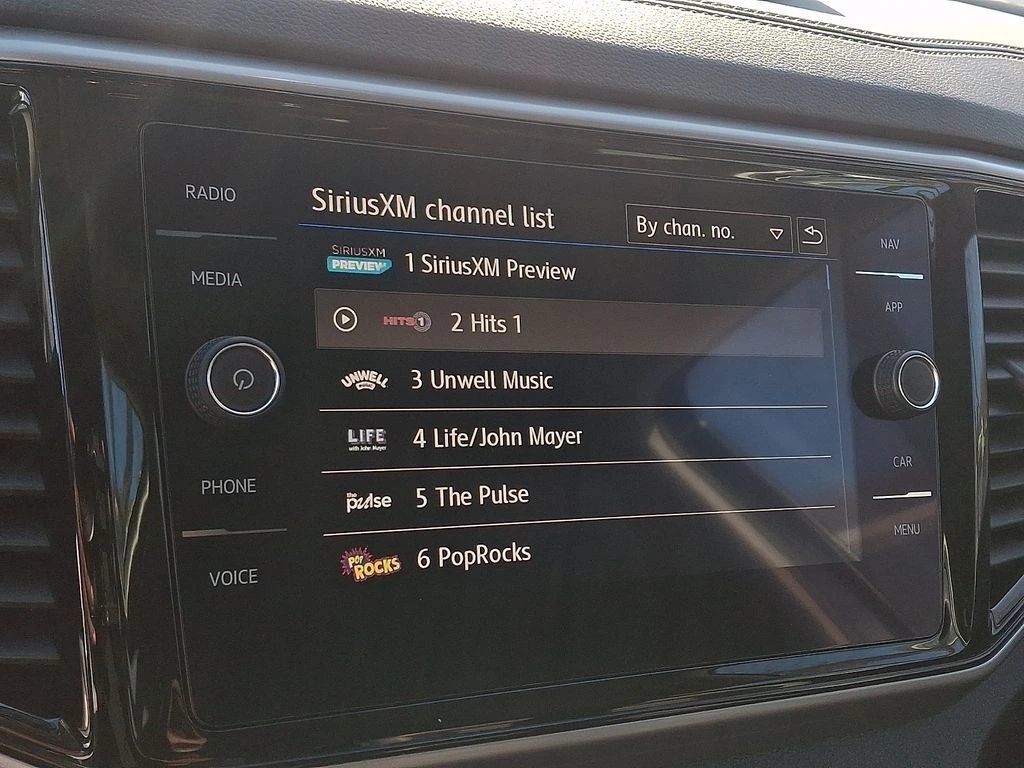 RADIO
MEDIA
PHONE
VOICE
SiriusXM channel list
By chan. no.
SIRIUSXM
PREVIEW
1 SiriusXM Preview
HITS 1
2 Hits 1
UNWELL
3 Unwell Music
LIFE
with John Mayer
4 Life/John Mayer
the
pulse
5 The Pulse
POP
ROCKS
6 PopRocks
NAV
APP
CAR
MENU